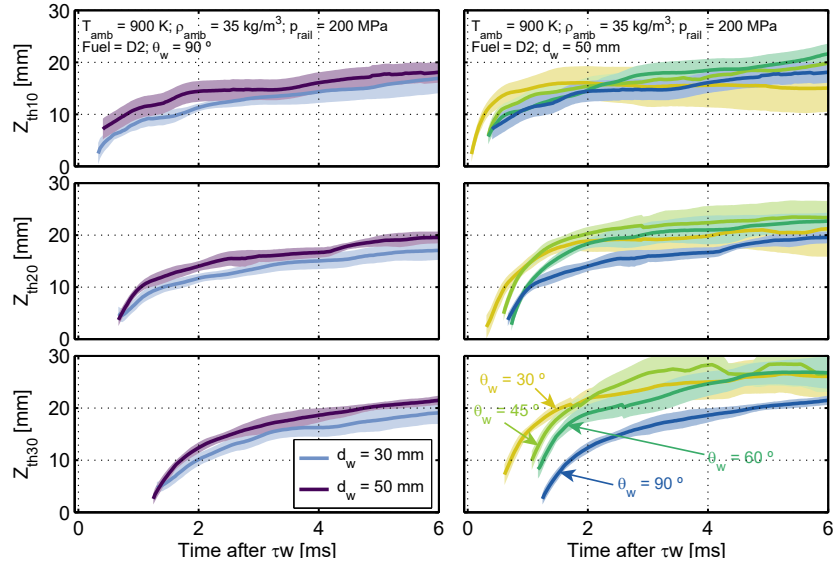 T_amb = 900 K; ρ_amb = 35 kg/m³; p_rail = 200 MPa
Fuel = D2; θ_w = 90 º
T_amb = 900 K; ρ_amb = 35 kg/m³; p_rail = 200 MPa
Fuel = D2; d_w = 50 mm
Z_th10 [mm]
30
20
10
0
Z_th20 [mm]
30
20
10
0
Z_th30 [mm]
30
20
10
0
d_w = 30 mm
d_w = 50 mm
θ_w = 30 º
θ_w = 45 º
θ_w = 60 º
θ_w = 90 º
0 2 4 6
0 2 4 6
Time after τw [ms]
Time after τw [ms]